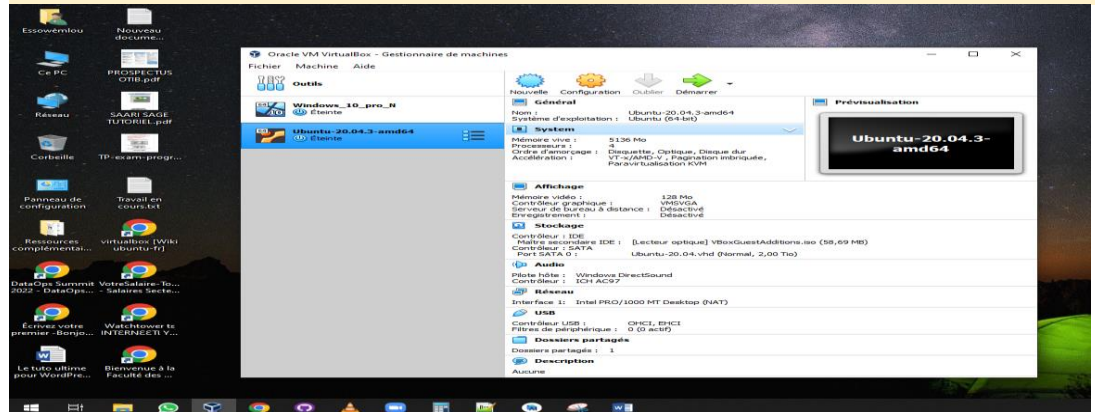 Essowèmlou
Nouveau
docume...
Ce PC
PROSPECTUS
OTIB.pdf
Réseau
SAARI SAGE
TUTORIEL.pdf
Corbeille
TP-exam-progr...
Panneau de
configuration
Travail en
cours.txt
Ressources
complémentai...
virtualbox [Wiki
ubuntu-fr]
DataOps Summit
2022 - DataOps...
VotreSalaire-To...
- Salaires Secte...
Écrivez votre
premier -Bonjo...
Watchtower to
INTERNEETI Y...
Le tuto ultime
pour WordPre...
Bienvenue à la
Faculté des ...
Oracle VM VirtualBox - Gestionnaire de machines
Fichier Machine Aide
Outils
Windows_10_pro_N
Éteinte
Ubuntu-20.04.3-amd64
Éteinte
Nouvelle Configuration Oublier Démarrer
Général
Nom : Ubuntu-20.04.3-amd64
Système d'exploitation : Ubuntu (64-bit)
System
Mémoire vive : 5136 Mo
Processeurs : 4
Ordre d'amorçage : Disquette, Optique, Disque dur
Accélération : VT-x/AMD-V , Pagination imbriquée,
Paravirtualisation KVM
Prévisualisation
Ubuntu-20.04.3-
amd64
Affichage
Mémoire vidéo : 128 Mo
Contrôleur graphique : VMSVGA
Serveur de bureau à distance : Désactivé
Enregistrement : Désactivé
Stockage
Contrôleur : IDE
Maître secondaire IDE : [Lecteur optique] VBoxGuestAdditions.iso (58,69 MB)
Contrôleur : SATA
Port SATA 0 : Ubuntu-20.04.vhd (Normal, 2,00 Tio)
Audio
Pilote hôte : Windows DirectSound
Contrôleur : ICH AC97
Réseau
Interface 1: Intel PRO/1000 MT Desktop (NAT)
USB
Contrôleur USB : OHCI, EHCI
Filtres de périphérique : 0 (0 actif)
Dossiers partagés
Dossiers partagés : 1
Description
Aucune